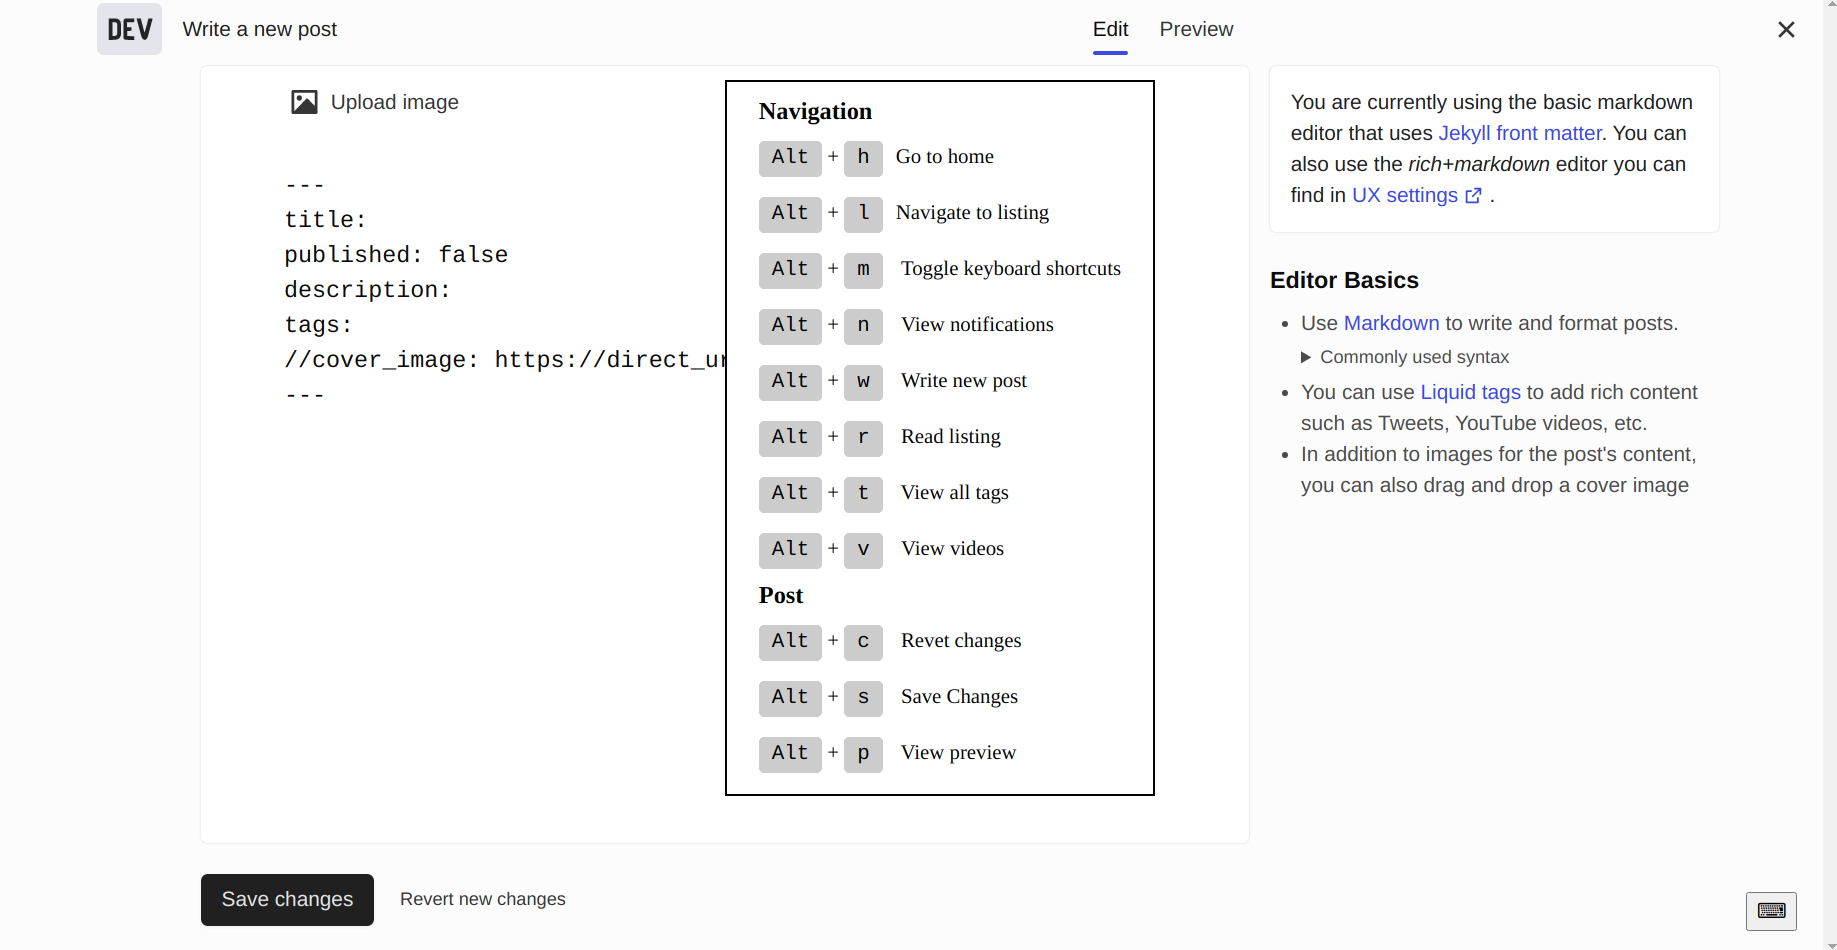 DEV
Write a new post
Edit
Preview
Upload image
---
title:
published: false
description:
tags:
//cover_image: https://direct_ur
---
Navigation
Alt + h Go to home
Alt + l Navigate to listing
Alt + m Toggle keyboard shortcuts
Alt + n View notifications
Alt + w Write new post
Alt + r Read listing
Alt + t View all tags
Alt + v View videos
Post
Alt + c Revet changes
Alt + s Save Changes
Alt + p View preview
You are currently using the basic markdown
editor that uses Jekyll front matter. You can
also use the rich+markdown editor you can
find in UX settings .
Editor Basics
Use Markdown to write and format posts.
Commonly used syntax
You can use Liquid tags to add rich content
such as Tweets, YouTube videos, etc.
In addition to images for the post's content,
you can also drag and drop a cover image
Save changes
Revert new changes